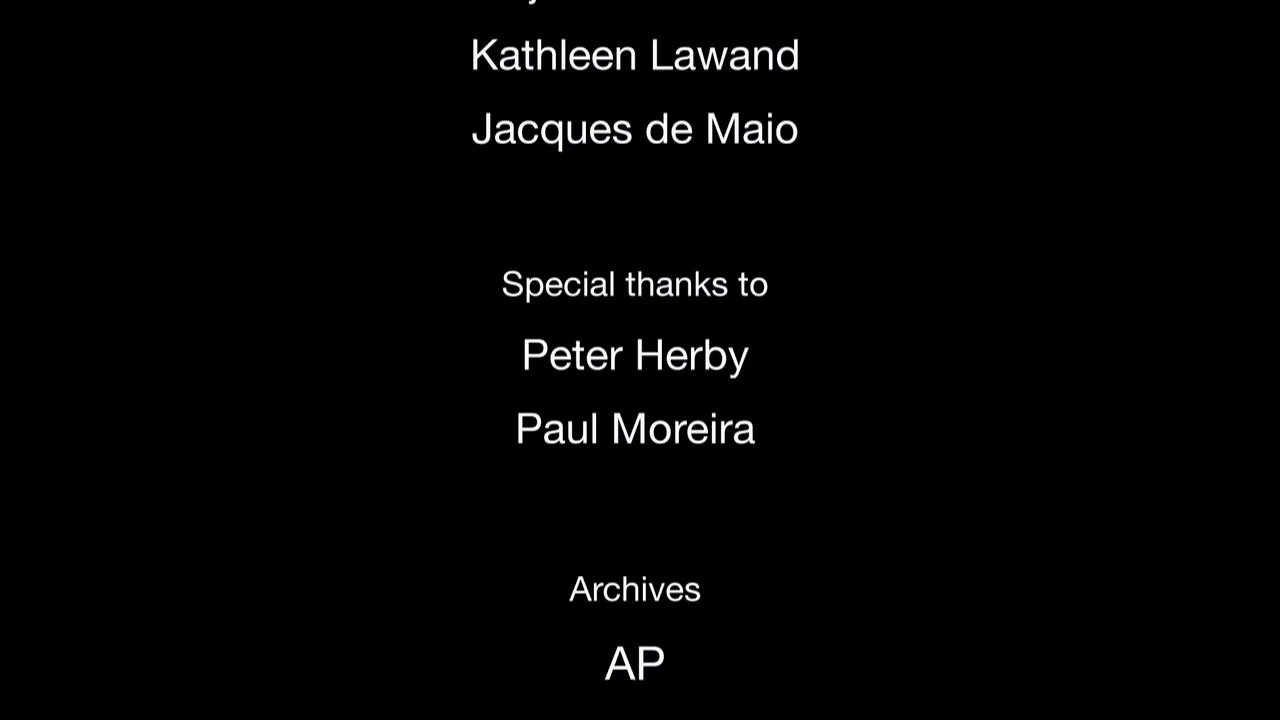 Kathleen Lawand
Jacques de Maio
Special thanks to
Peter Herby
Paul Moreira
Archives
AP